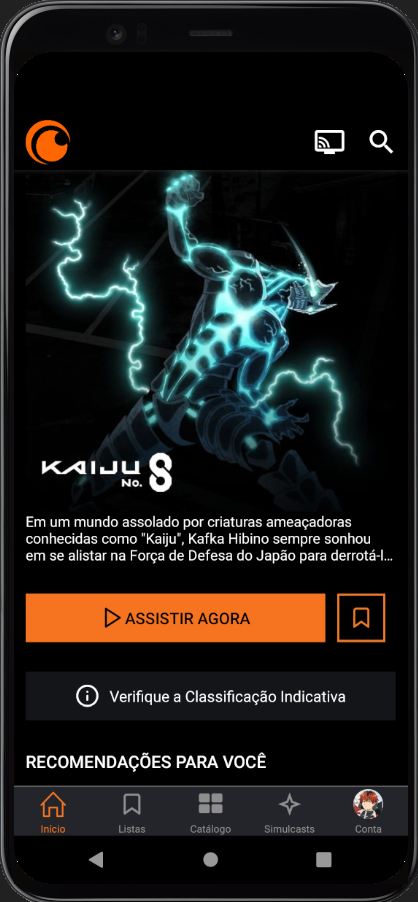 KAIJU
No. 8
Em um mundo assolado por criaturas ameaçadoras
conhecidas como "Kaiju", Kafka Hibino sempre sonhou
em se alistar na Força de Defesa do Japão para derrotá-l...
ASSISTIR AGORA
Verifique a Classificação Indicativa
RECOMENDAÇÕES PARA VOCÊ
Início Listas Catálogo Simulcasts Conta